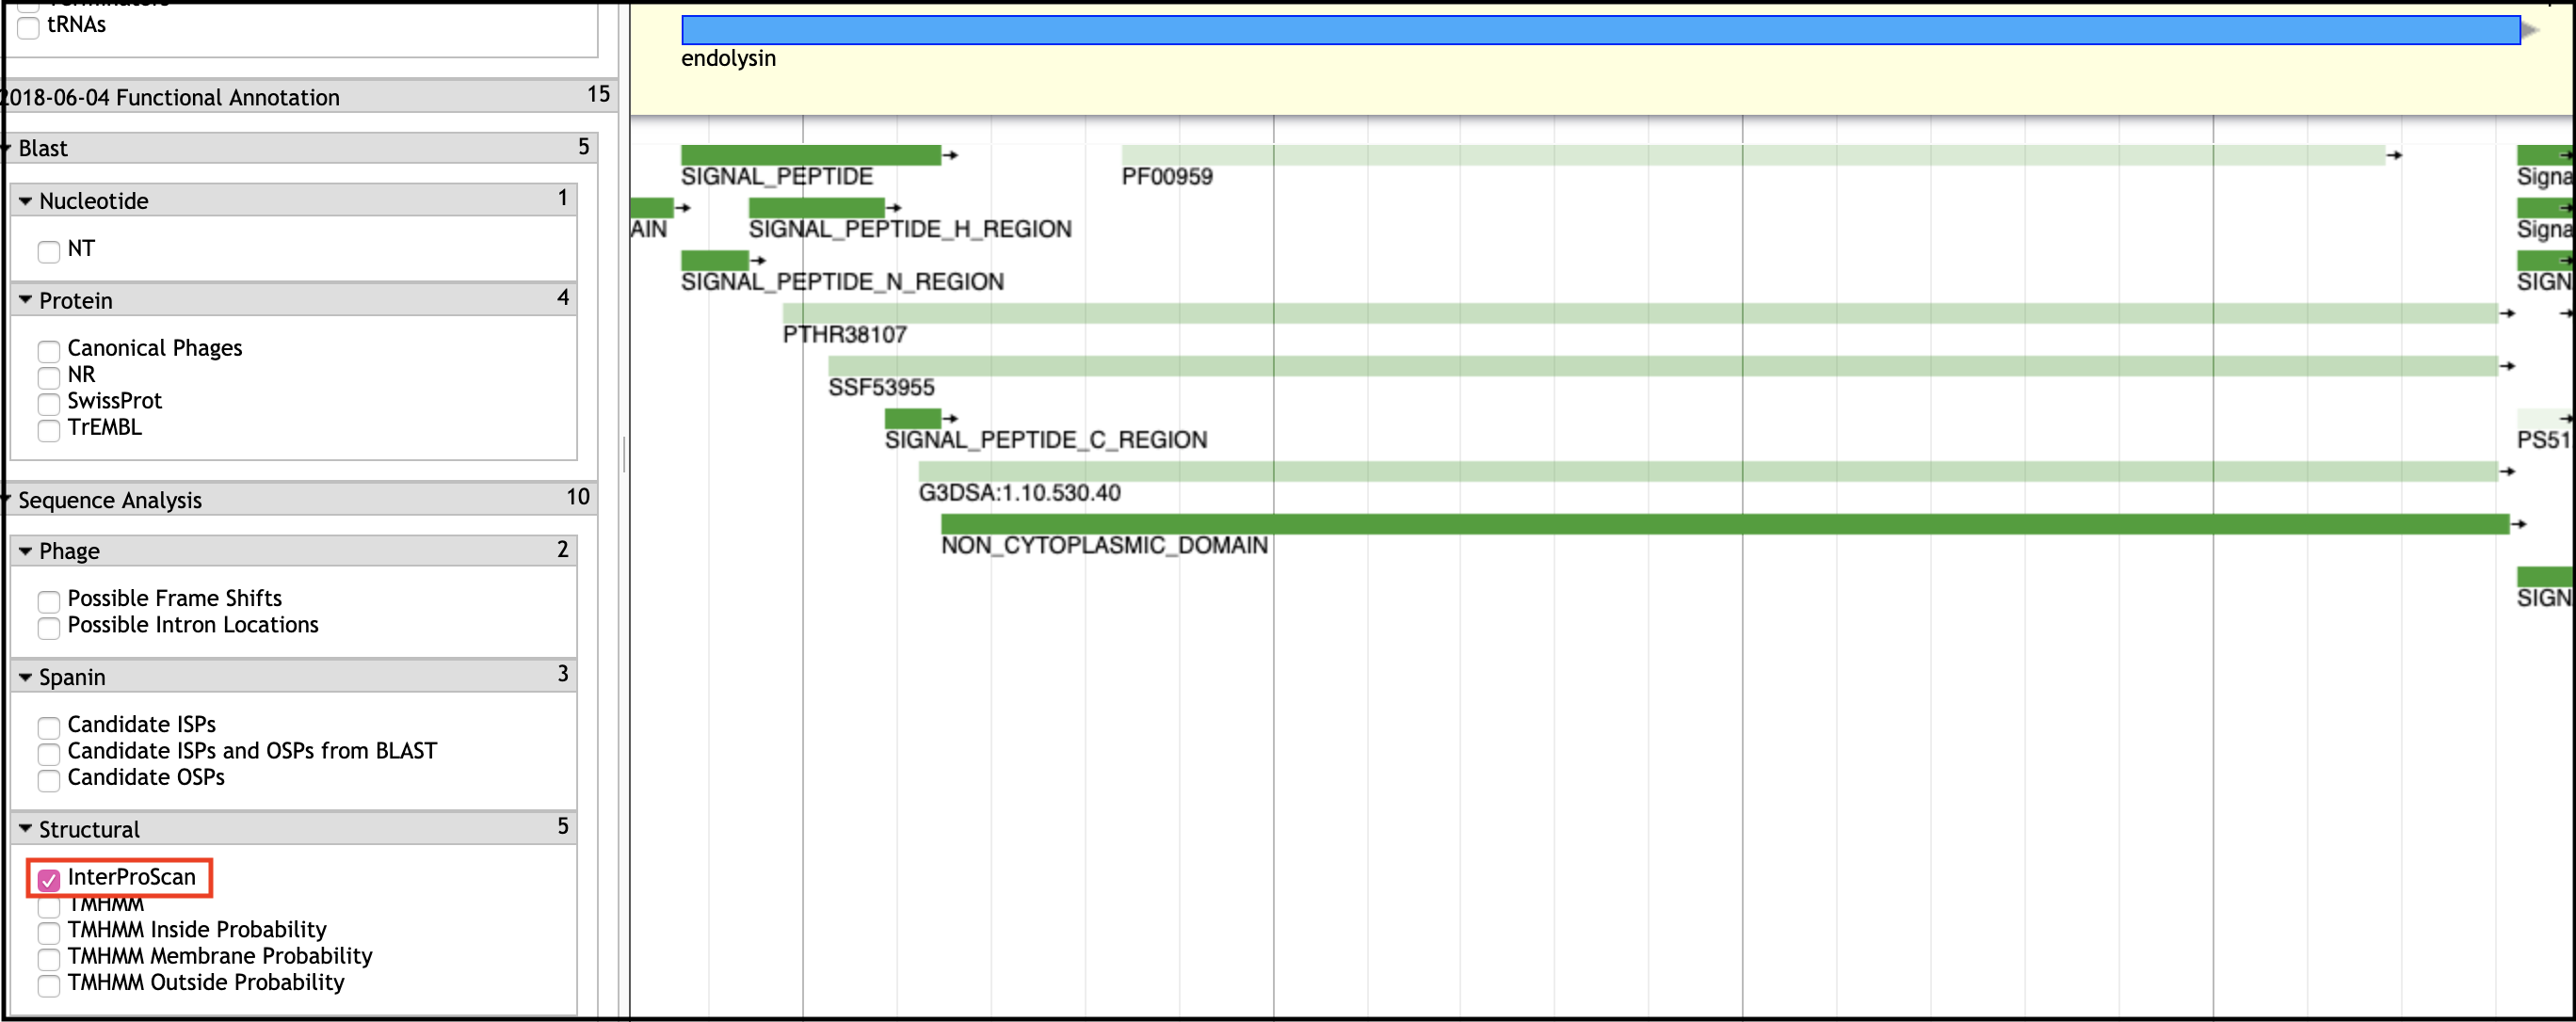 tRNAs
2018-06-04 Functional Annotation 15
Blast 5
Nucleotide 1
NT
Protein 4
Canonical Phages
NR
SwissProt
TrEMBL
Sequence Analysis 10
Phage 2
Possible Frame Shifts
Possible Intron Locations
Spanin 3
Candidate ISPs
Candidate ISPs and OSPs from BLAST
Candidate OSPs
Structural 5
InterProScan
TMHMM
TMHMM Inside Probability
TMHMM Membrane Probability
TMHMM Outside Probability
endolysin
SIGNAL_PEPTIDE PF00959 Signa
AIN SIGNAL_PEPTIDE_H_REGION Signa
SIGNAL_PEPTIDE_N_REGION SIGN
PTHR38107
SSF53955
SIGNAL_PEPTIDE_C_REGION PS51
G3DSA:1.10.530.40
NON_CYTOPLASMIC_DOMAIN
SIGN